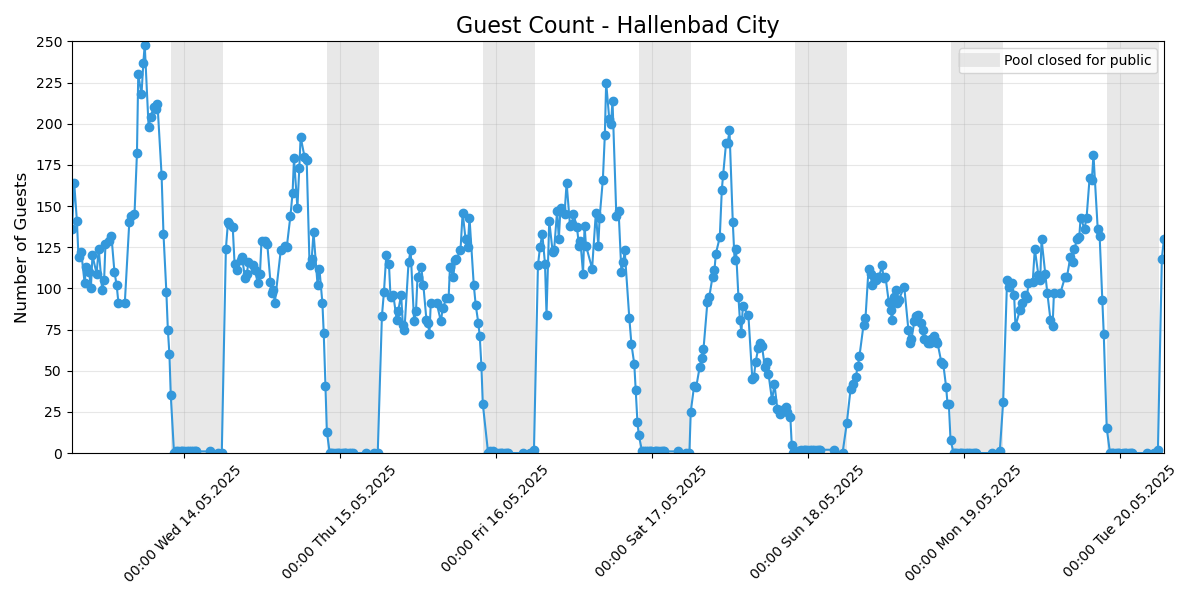 Guest Count - Hallenbad City
Pool closed for public
Number of Guests
250
225
200
175
150
125
100
75
50
25
0
00:00 Wed 14.05.2025
00:00 Thu 15.05.2025
00:00 Fri 16.05.2025
00:00 Sat 17.05.2025
00:00 Sun 18.05.2025
00:00 Mon 19.05.2025
00:00 Tue 20.05.2025